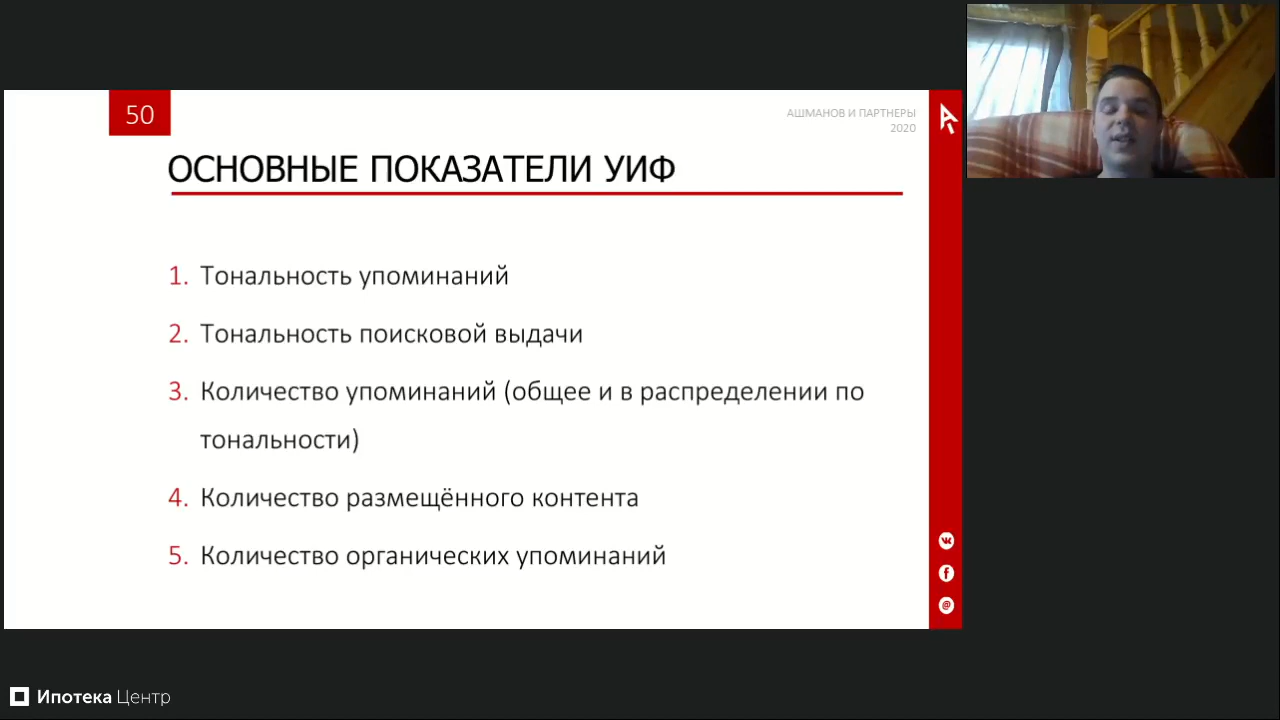 50
АШМАНОВ И ПАРТНЕРЫ
2020
ОСНОВНЫЕ ПОКАЗАТЕЛИ УИФ
1. Тональность упоминаний
2. Тональность поисковой выдачи
3. Количество упоминаний (общее и в распределении по
тональности)
4. Количество размещённого контента
5. Количество органических упоминаний
Ипотека Центр